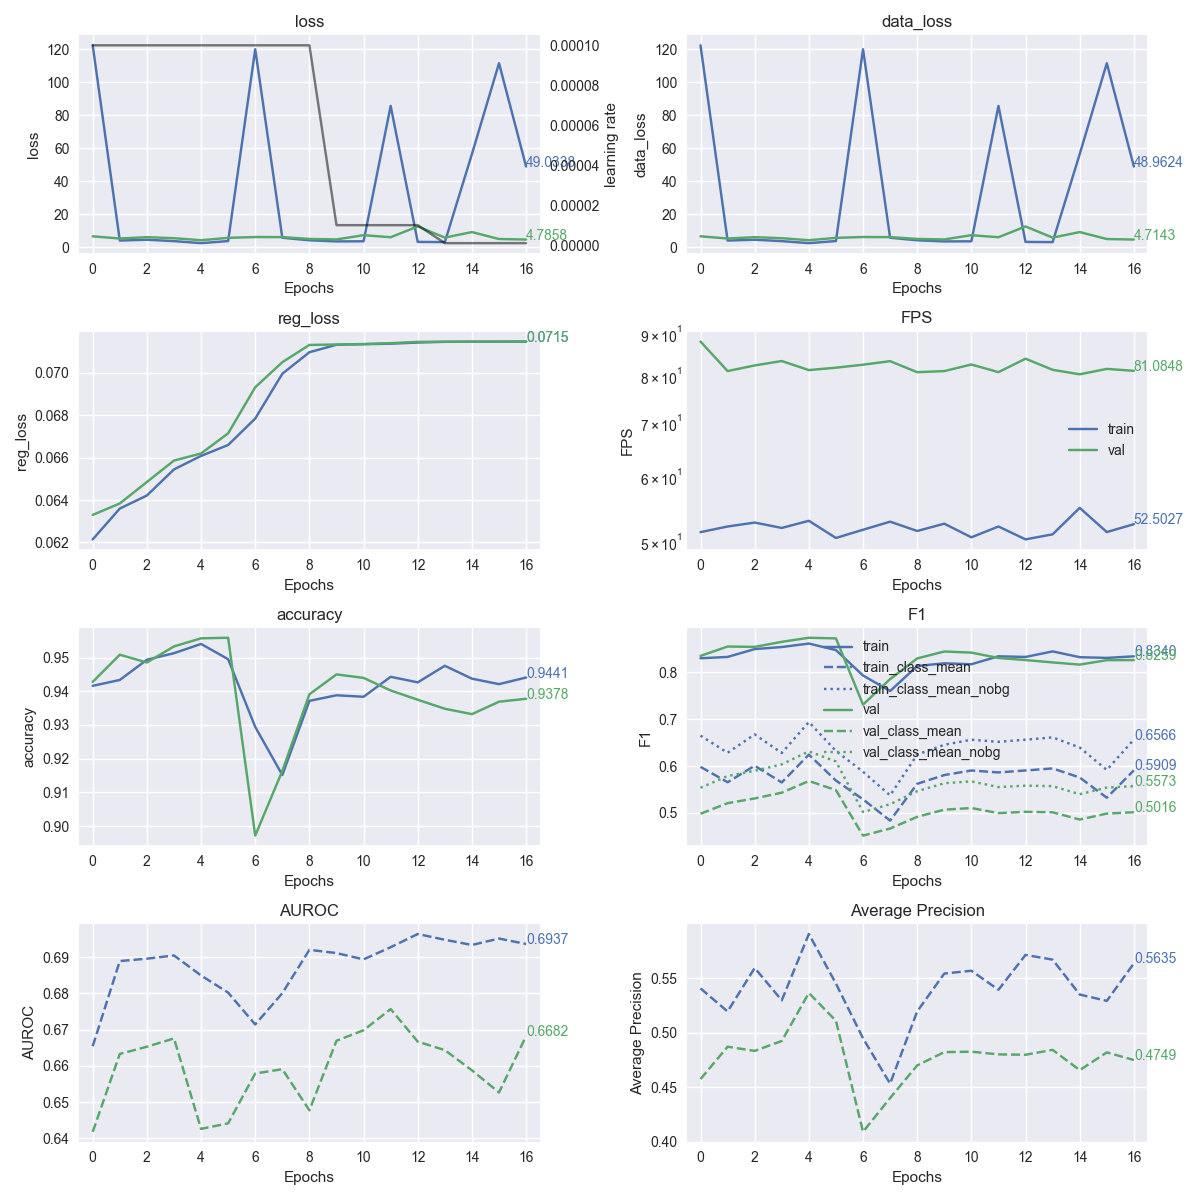 loss
120
100
80
60
40
20
0
loss
0.00010
0.00008
0.00006
0.00004
0.00002
0.00000
learning rate
49.0338
4.7858
0 2 4 6 8 10 12 14 16
Epochs
data_loss
120
100
80
60
40
20
0
data_loss
48.9624
4.7143
0 2 4 6 8 10 12 14 16
Epochs
reg_loss
0.070
0.068
0.066
0.064
0.062
reg_loss
0.0715
0 2 4 6 8 10 12 14 16
Epochs
FPS
9 × 10¹
8 × 10¹
7 × 10¹
6 × 10¹
5 × 10¹
FPS
81.0848
train
val
52.5027
0 2 4 6 8 10 12 14 16
Epochs
accuracy
0.95
0.94
0.93
0.92
0.91
0.90
accuracy
0.9441
0.9378
0 2 4 6 8 10 12 14 16
Epochs
F1
0.8
0.7
0.6
0.5
F1
train
train_class_mean
train_class_mean_nobg
val
val_class_mean
val_class_mean_nobg
0.8340
0.8259
0.6566
0.5909
0.5573
0.5016
0 2 4 6 8 10 12 14 16
Epochs
AUROC
0.69
0.68
0.67
0.66
0.65
0.64
AUROC
0.6937
0.6682
0 2 4 6 8 10 12 14 16
Epochs
Average Precision
0.55
0.50
0.45
0.40
Average Precision
0.5635
0.4749
0 2 4 6 8 10 12 14 16
Epochs